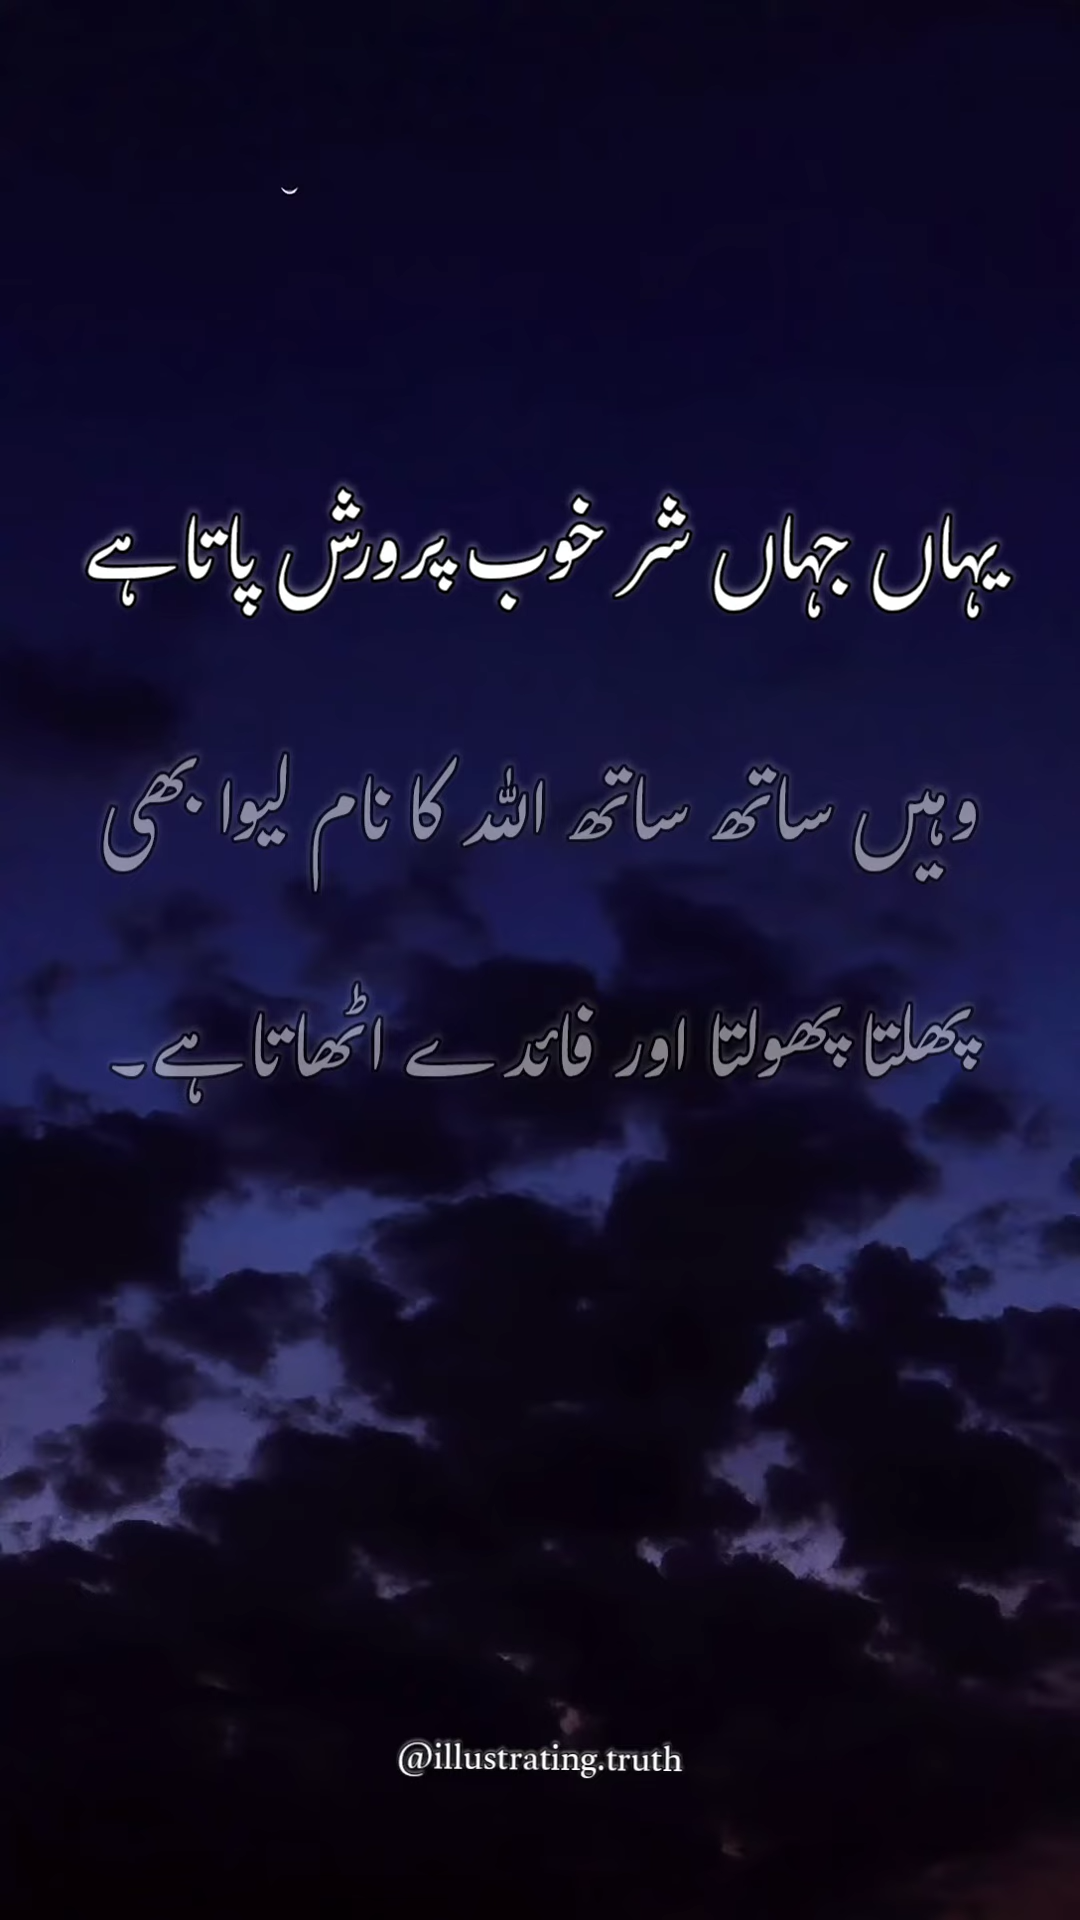 یہاں جہاں شر خوب پرورش پاتا ہے
وہیں ساتھ ساتھ اللہ کا نام لیوا بھی
پھلتا پھولتا اور فائدے اٹھاتا ہے۔
@illustrating.truth